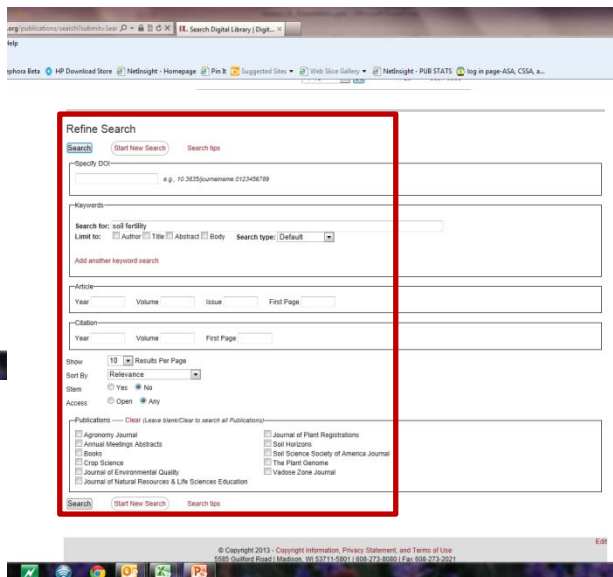 .org/publications/search?submit=Sear
UL. Search Digital Library | Digit...
Help
HP Download Store NetInsight - Homepage Pin It Suggested Sites Web Slice Gallery NetInsight - PUB STATS log in page-ASA, CSSA, a...
Refine Search
Search Start New Search Search tips
Specify DOI
e.g., 10.3835/journalname.0123456789
Keywords
Search for: soil fertility
Limit to: Author Title Abstract Body Search type: Default
Add another keyword search
Article
Year Volume Issue First Page
Citation
Year Volume First Page
Show 10 Results Per Page
Sort By Relevance
Stem Yes No
Access Open Any
Publications ---- Clear (Leave blank/Clear to search all Publications)
Agronomy Journal Journal of Plant Registrations
Annual Meetings Abstracts Soil Horizons
Books Soil Science Society of America Journal
Crop Science The Plant Genome
Journal of Environmental Quality Vadose Zone Journal
Journal of Natural Resources & Life Sciences Education
Search Start New Search Search tips
Edit
© Copyright 2013 - Copyright Information, Privacy Statement, and Terms of Use
5585 Guilford Road | Madison, WI 53711-5801 | 608-273-8080 | Fax 608-273-2021